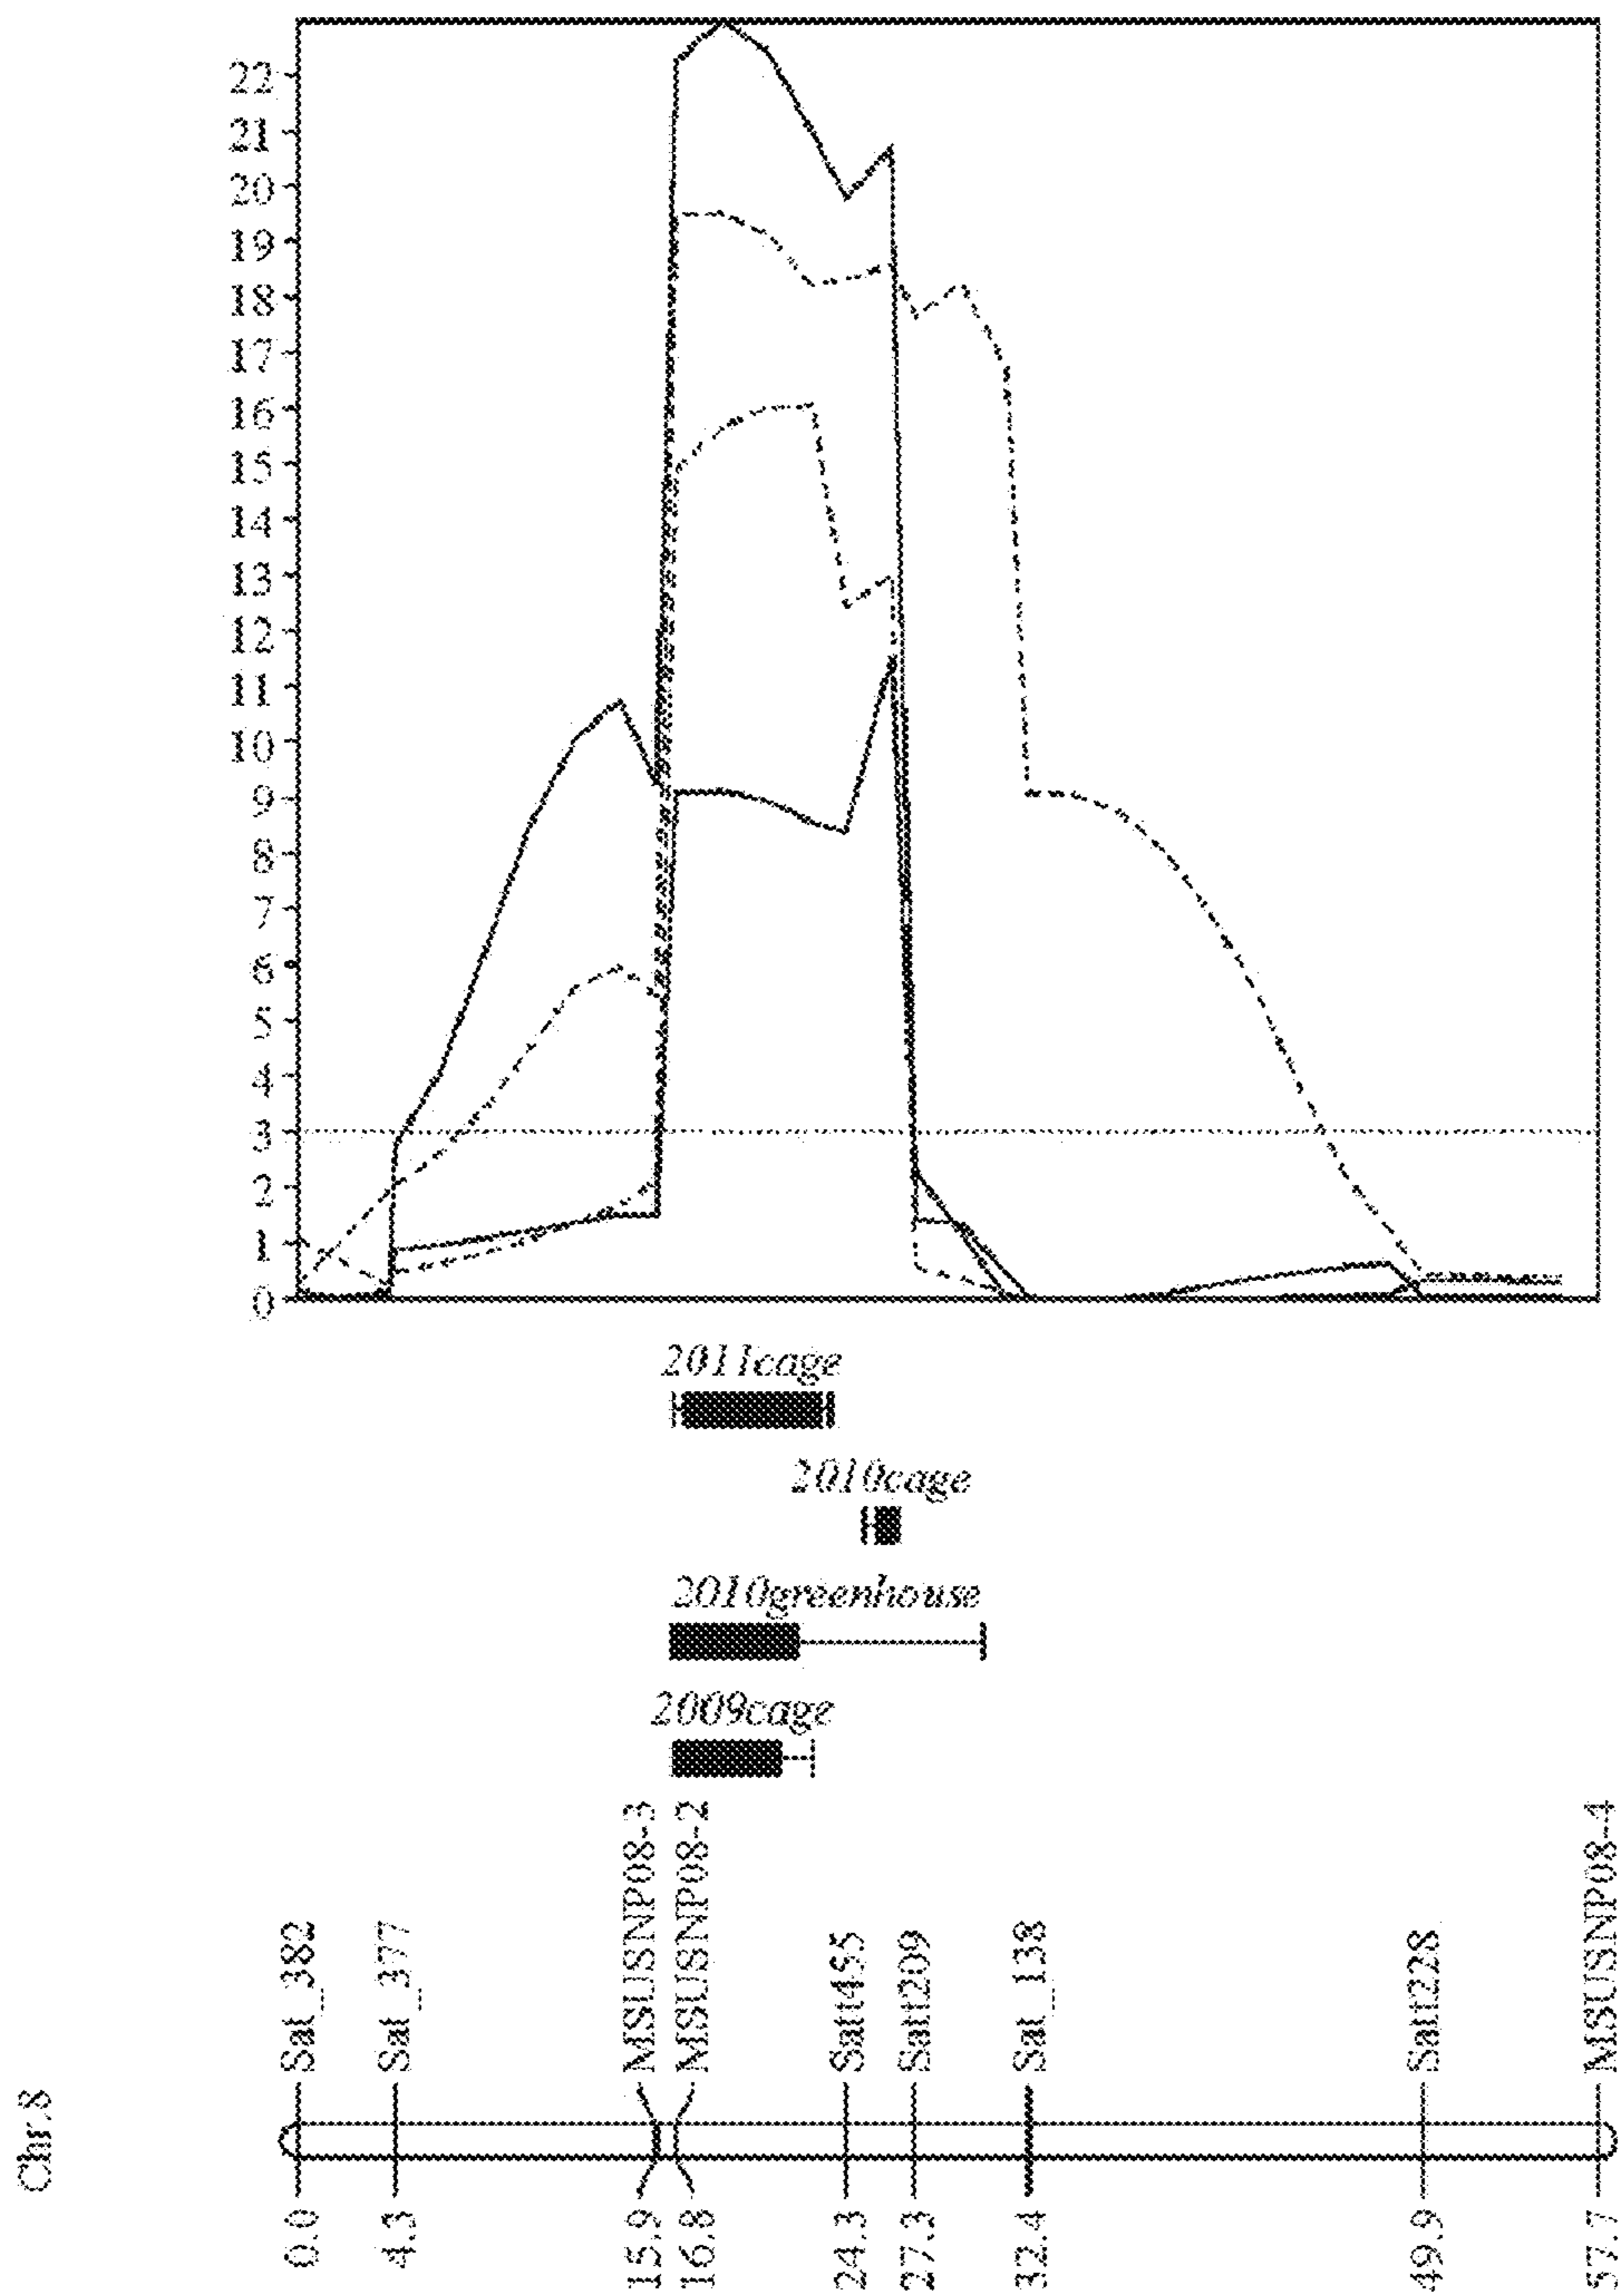 22
21
20
19
18
17
16
15
14
13
12
11
10
9
8
7
6
5
4
3
2
1
0
2011cage
2010cage
2010greenhouse
2009cage
Chr.8
Sat_382
Sat_377
MSUSNP08-3
MSUSNP08-2
Satt455
Satt209
Sat_138
Satt228
MSUSNP08-4
0.0
4.3
15.9
16.8
24.3
27.3
32.4
49.9
57.7